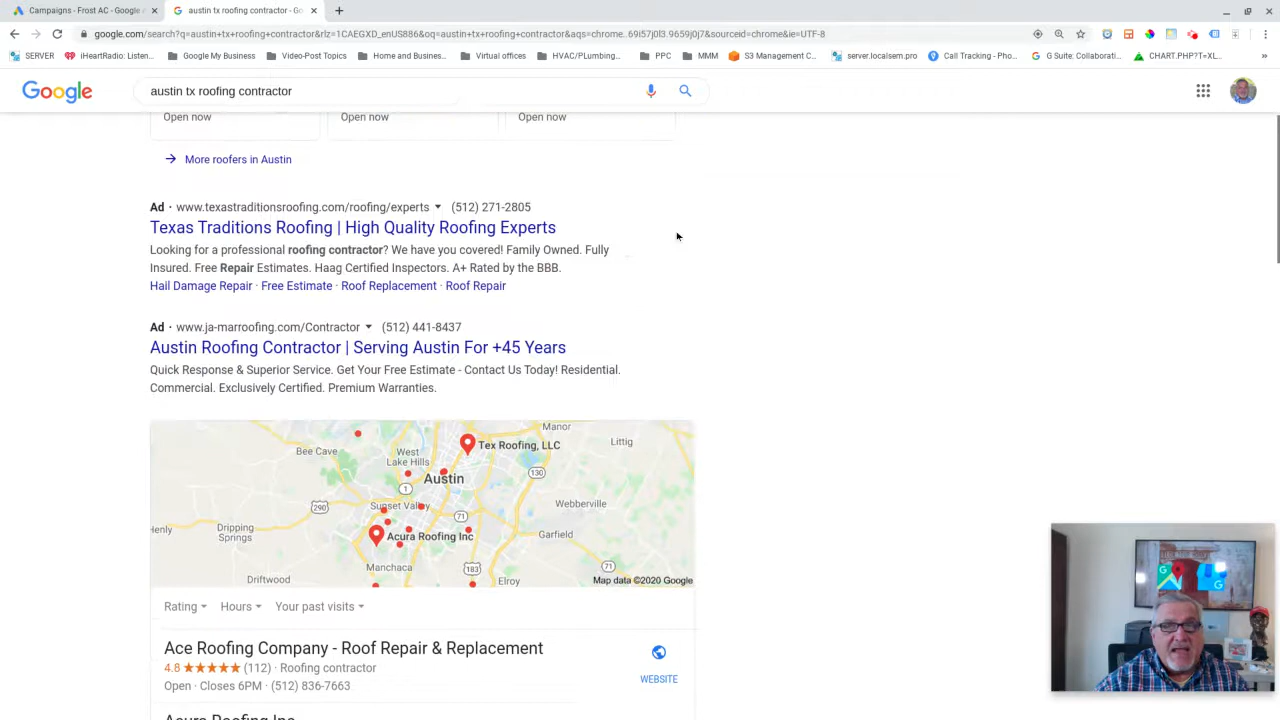 Campaigns - Frost AC - Google A
austin tx roofing contractor - Go
google.com/search?q=austin+tx+roofing+contractor&rlz=1CAEGXD_enUS886&oq=austin+tx+roofing+contractor&aqs=chrome..69i57j0l3.9659j0j7&sourceid=chrome&ie=UTF-8
SERVER
iHeartRadio: Listen...
Google My Business
Video-Post Topics
Home and Busines...
Virtual offices
HVAC/Plumbing...
PPC
MMM
S3 Management C...
server.localsem.pro
Call Tracking - Pho...
G Suite: Collaborati...
CHART.PHP?T=XL...
»
Google
austin tx roofing contractor
Open now
Open now
Open now
More roofers in Austin
Ad · www.texastraditionsroofing.com/roofing/experts (512) 271-2805
Texas Traditions Roofing | High Quality Roofing Experts
Looking for a professional roofing contractor? We have you covered! Family Owned. Fully
Insured. Free Repair Estimates. Haag Certified Inspectors. A+ Rated by the BBB.
Hail Damage Repair · Free Estimate · Roof Replacement · Roof Repair
Ad · www.ja-marroofing.com/Contractor (512) 441-8437
Austin Roofing Contractor | Serving Austin For +45 Years
Quick Response & Superior Service. Get Your Free Estimate - Contact Us Today! Residential.
Commercial. Exclusively Certified. Premium Warranties.
Manor
Tex Roofing, LLC
Littig
Bee Cave
West
Lake Hills
130
Austin
1
290
Sunset Valley
71
Webberville
Henly
Dripping
Springs
Acura Roofing Inc
Garfield
Manchaca
183
71
Driftwood
Elroy
Map data ©2020 Google
Rating
Hours
Your past visits
Ace Roofing Company - Roof Repair & Replacement
4.8 ★★★★★ (112) · Roofing contractor
Open · Closes 6PM · (512) 836-7663
WEBSITE
Acura Roofing Inc